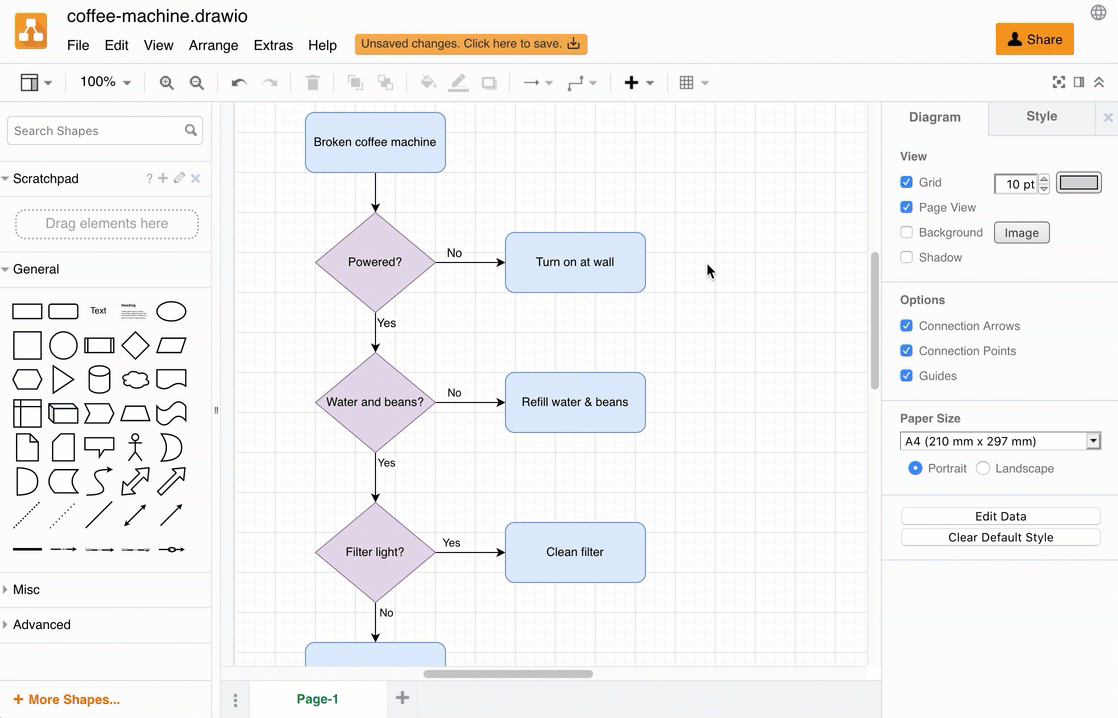 coffee-machine.drawio
File Edit View Arrange Extras Help
Unsaved changes. Click here to save.
Share
100%
Search Shapes
Scratchpad
?
Drag elements here
General
Text
Heading
Misc
Advanced
+ More Shapes...
Broken coffee machine
Powered?
No
Turn on at wall
Yes
Water and beans?
No
Refill water & beans
Yes
Filter light?
Yes
Clean filter
No
Page-1
Diagram
Style
View
Grid
10 pt
Page View
Background
Image
Shadow
Options
Connection Arrows
Connection Points
Guides
Paper Size
A4 (210 mm x 297 mm)
Portrait
Landscape
Edit Data
Clear Default Style